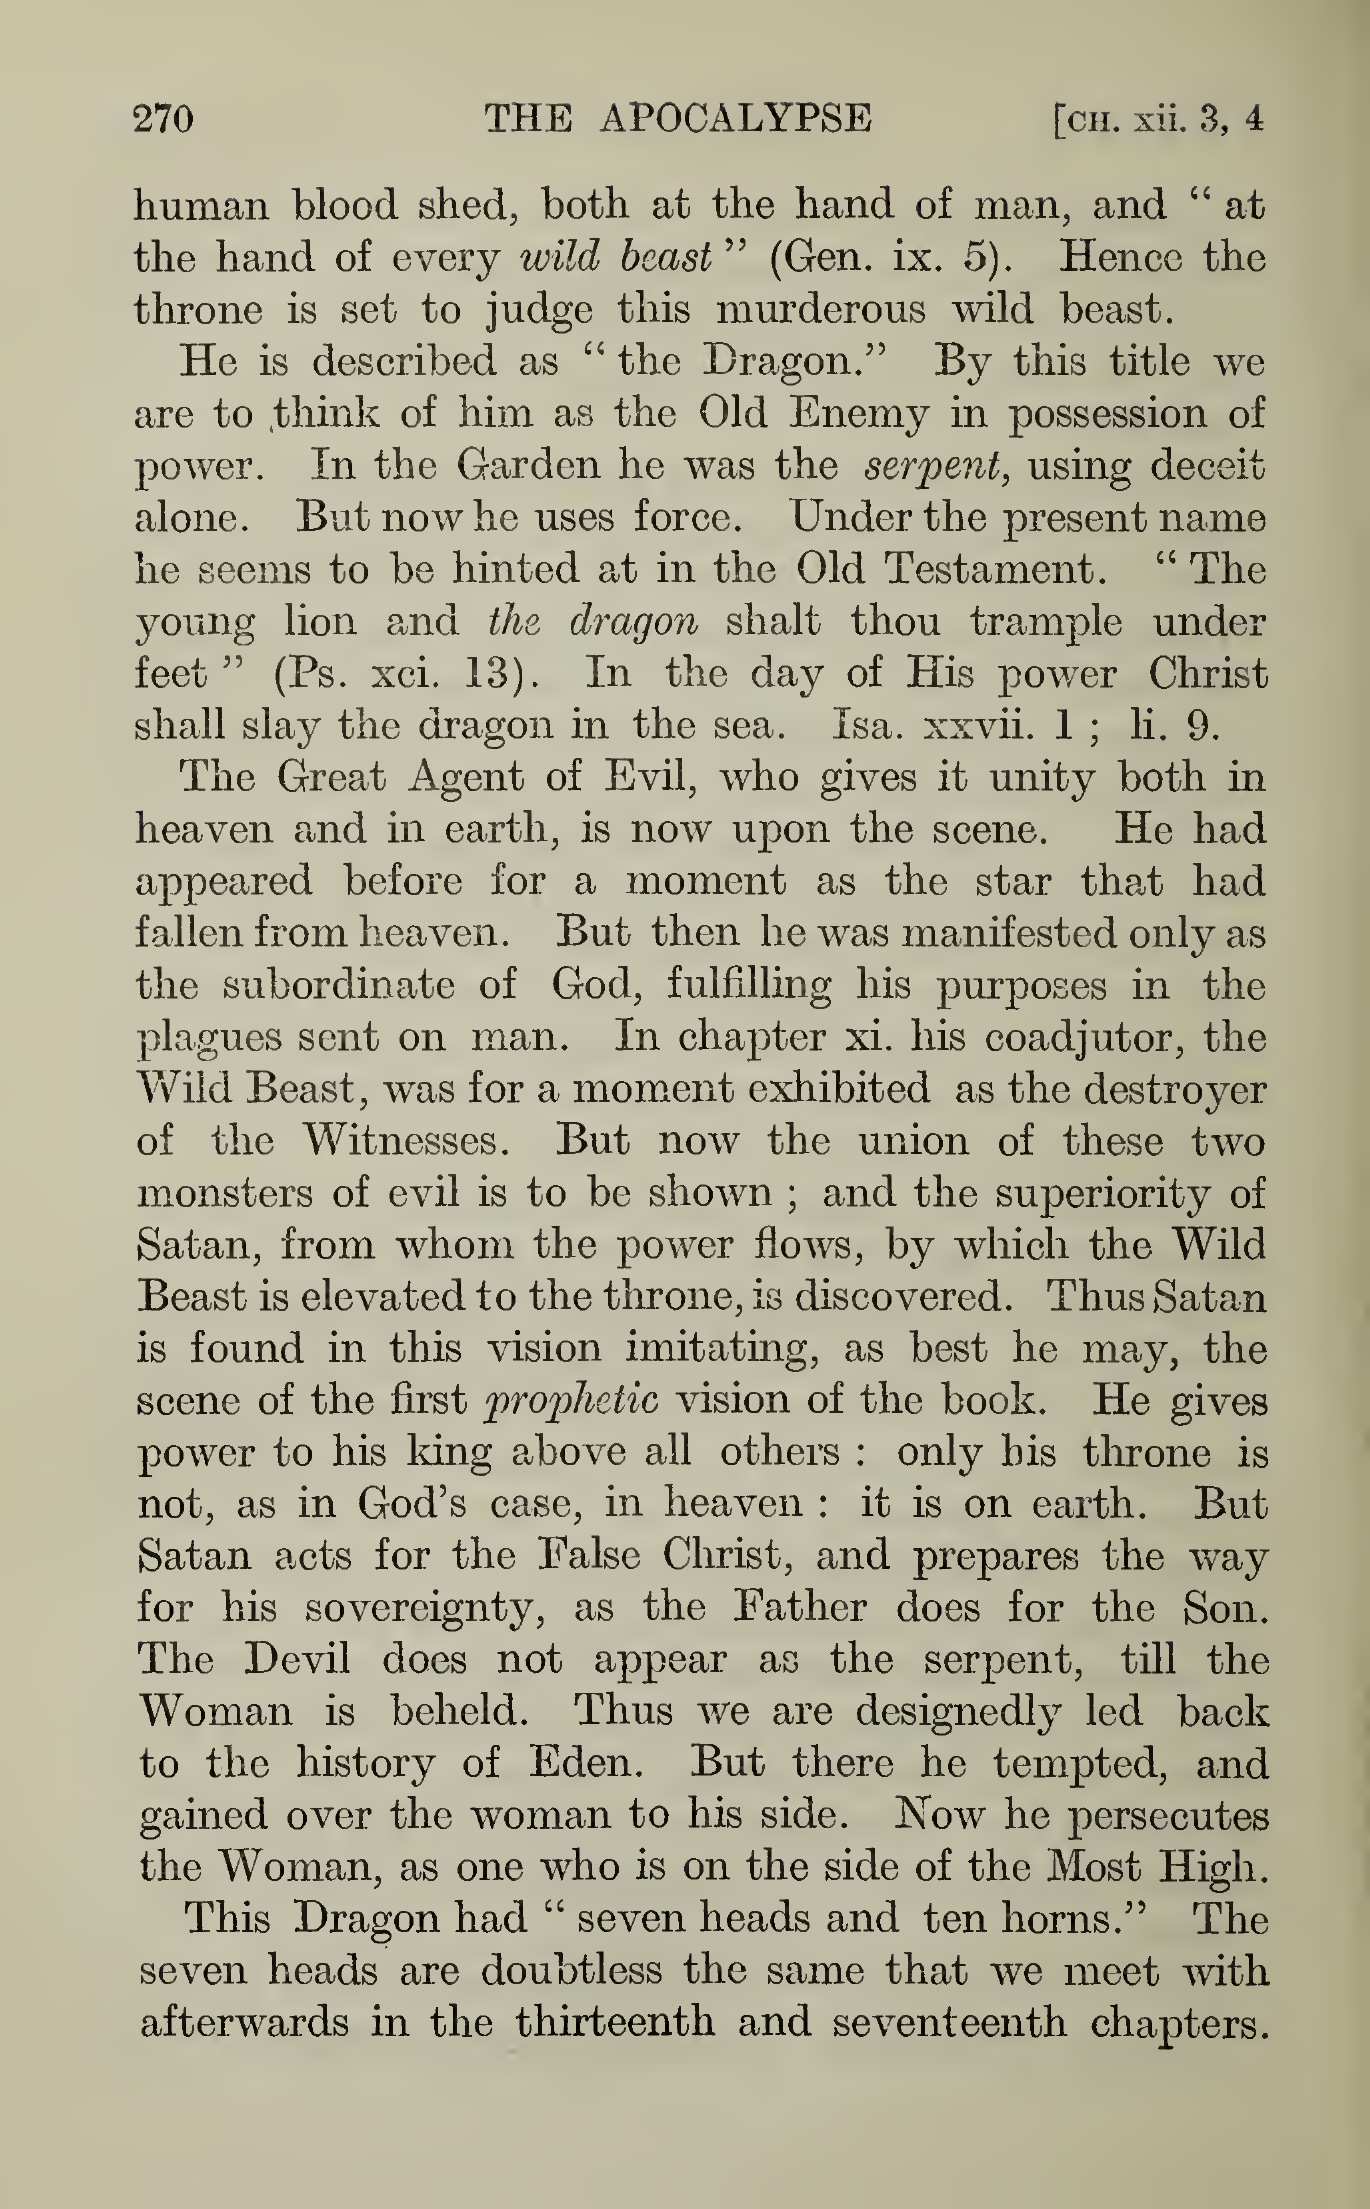 270 THE APOCALYPSE [CH. xii. 3, 4
human blood shed, both at the hand of man, and “ at
the hand of every wild beast ” (Gen. ix. 5). Hence the
throne is set to judge this murderous wild beast.
He is described as “ the Dragon.” By this title we
are to think of him as the Old Enemy in possession of
power. In the Garden he was the serpent, using deceit
alone. But now he uses force. Under the present name
he seems to be hinted at in the Old Testament. “ The
young lion and the dragon shalt thou trample under
feet ” (Ps. xci. 13). In the day of His power Christ
shall slay the dragon in the sea. Isa. xxvii. 1 ; li. 9.
The Great Agent of Evil, who gives it unity both in
heaven and in earth, is now upon the scene. He had
appeared before for a moment as the star that had
fallen from heaven. But then he was manifested only as
the subordinate of God, fulfilling his purposes in the
plagues sent on man. In chapter xi. his coadjutor, the
Wild Beast, was for a moment exhibited as the destroyer
of the Witnesses. But now the union of these two
monsters of evil is to be shown ; and the superiority of
Satan, from whom the power flows, by which the Wild
Beast is elevated to the throne, is discovered. Thus Satan
is found in this vision imitating, as best he may, the
scene of the first prophetic vision of the book. He gives
power to his king above all others : only his throne is
not, as in God’s case, in heaven : it is on earth. But
Satan acts for the False Christ, and prepares the way
for his sovereignty, as the Father does for the Son.
The Devil does not appear as the serpent, till the
Woman is beheld. Thus we are designedly led back
to the history of Eden. But there he tempted, and
gained over the woman to his side. Now he persecutes
the Woman, as one who is on the side of the Most High.
This Dragon had “ seven heads and ten horns.” The
seven heads are doubtless the same that we meet with
afterwards in the thirteenth and seventeenth chapters.